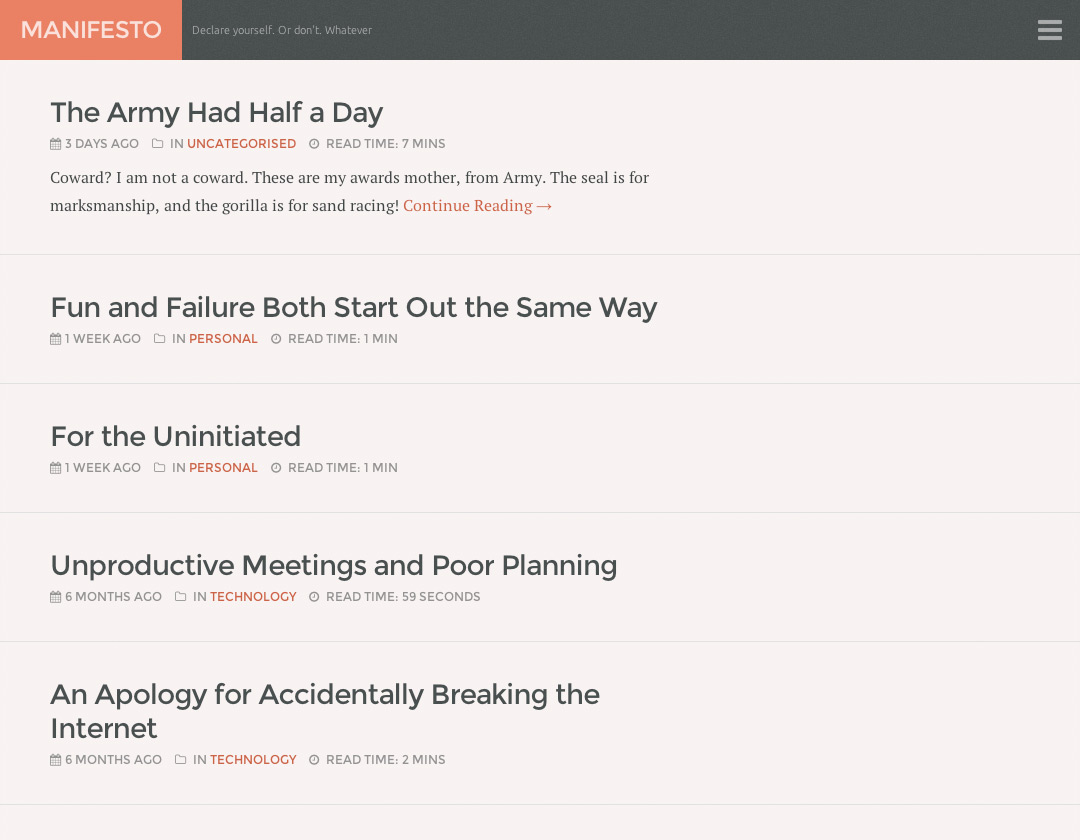 MANIFESTO
Declare yourself. Or don't. Whatever
The Army Had Half a Day
3 DAYS AGO IN UNCATEGORISED READ TIME: 7 MINS
Coward? I am not a coward. These are my awards mother, from Army. The seal is for
marksmanship, and the gorilla is for sand racing! Continue Reading →
Fun and Failure Both Start Out the Same Way
1 WEEK AGO IN PERSONAL READ TIME: 1 MIN
For the Uninitiated
1 WEEK AGO IN PERSONAL READ TIME: 1 MIN
Unproductive Meetings and Poor Planning
6 MONTHS AGO IN TECHNOLOGY READ TIME: 59 SECONDS
An Apology for Accidentally Breaking the
Internet
6 MONTHS AGO IN TECHNOLOGY READ TIME: 2 MINS